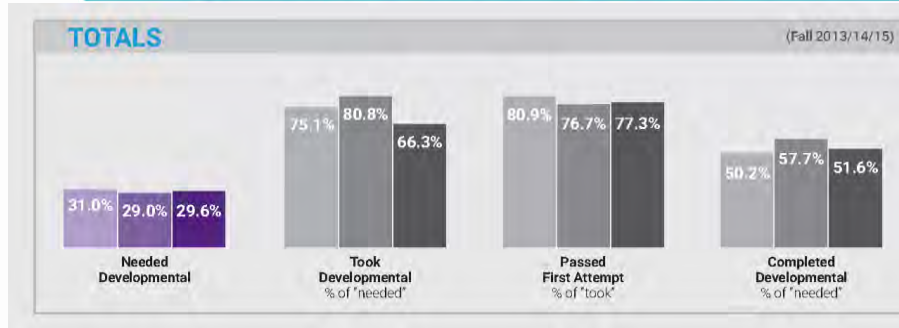 TOTALS
(Fall 2013/14/15)
31.0% 29.0% 29.6%
75.1% 80.8% 66.3%
80.9% 76.7% 77.3%
50.2% 57.7% 51.6%
Needed
Developmental
Took
Developmental
% of "needed"
Passed
First Attempt
% of "took"
Completed
Developmental
% of "needed"